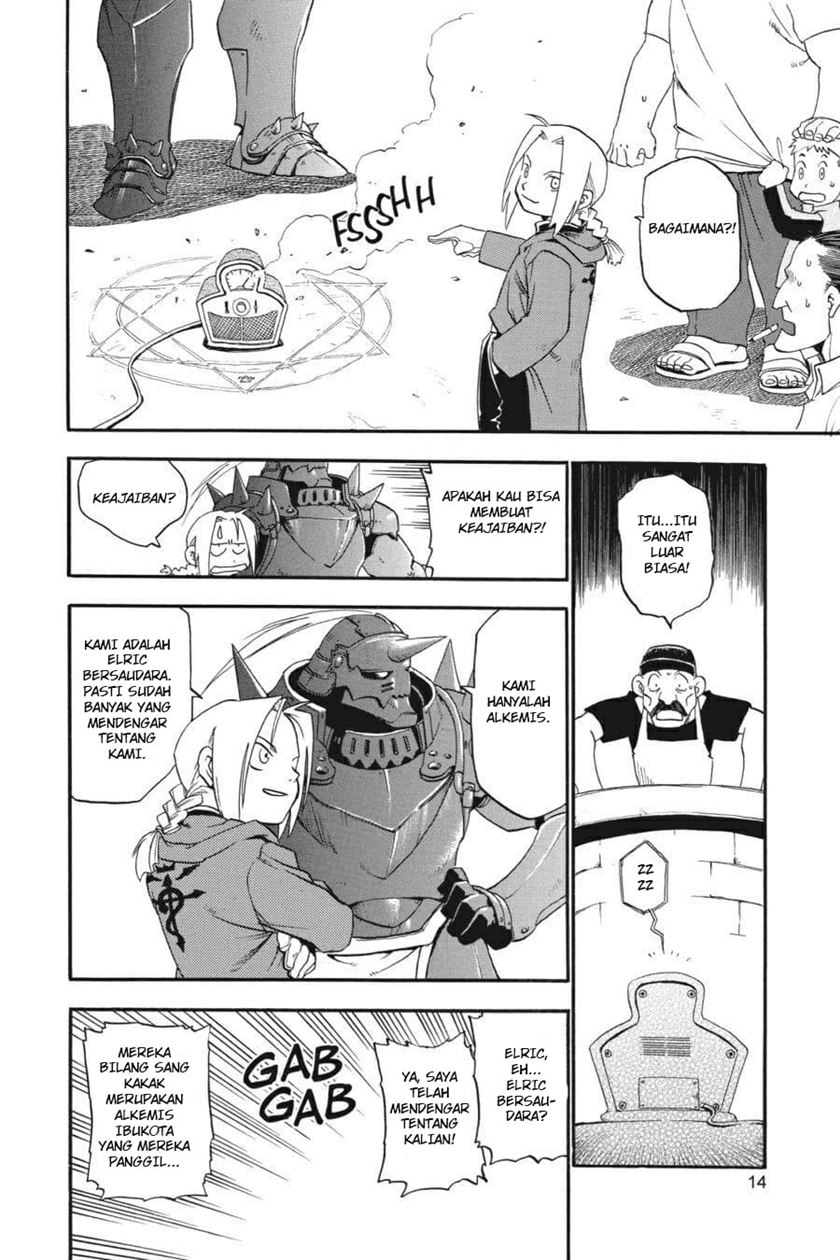 FSSSHH
BAGAIMANA?!
ITU...ITU
SANGAT
LUAR
BIASA!
ZZ
ZZ
APAKAH KAU BISA
MEMBUAT
KEAJAIBAN?!
KEAJAIBAN?
KAMI
HANYALAH
ALKEMIS.
KAMI ADALAH
ELRIC
BERSAUDARA.
PASTI SUDAH
BANYAK YANG
MENDENGAR
TENTANG
KAMI.
ELRIC,
EH...
ELRIC
BERSAU-
DARA?
YA, SAYA
TELAH
MENDENGAR
TENTANG
KALIAN!
GAB
GAB
MEREKA
BILANG SANG
KAKAK
MERUPAKAN
ALKEMIS
IBUKOTA
YANG MEREKA
PANGGIL...
14